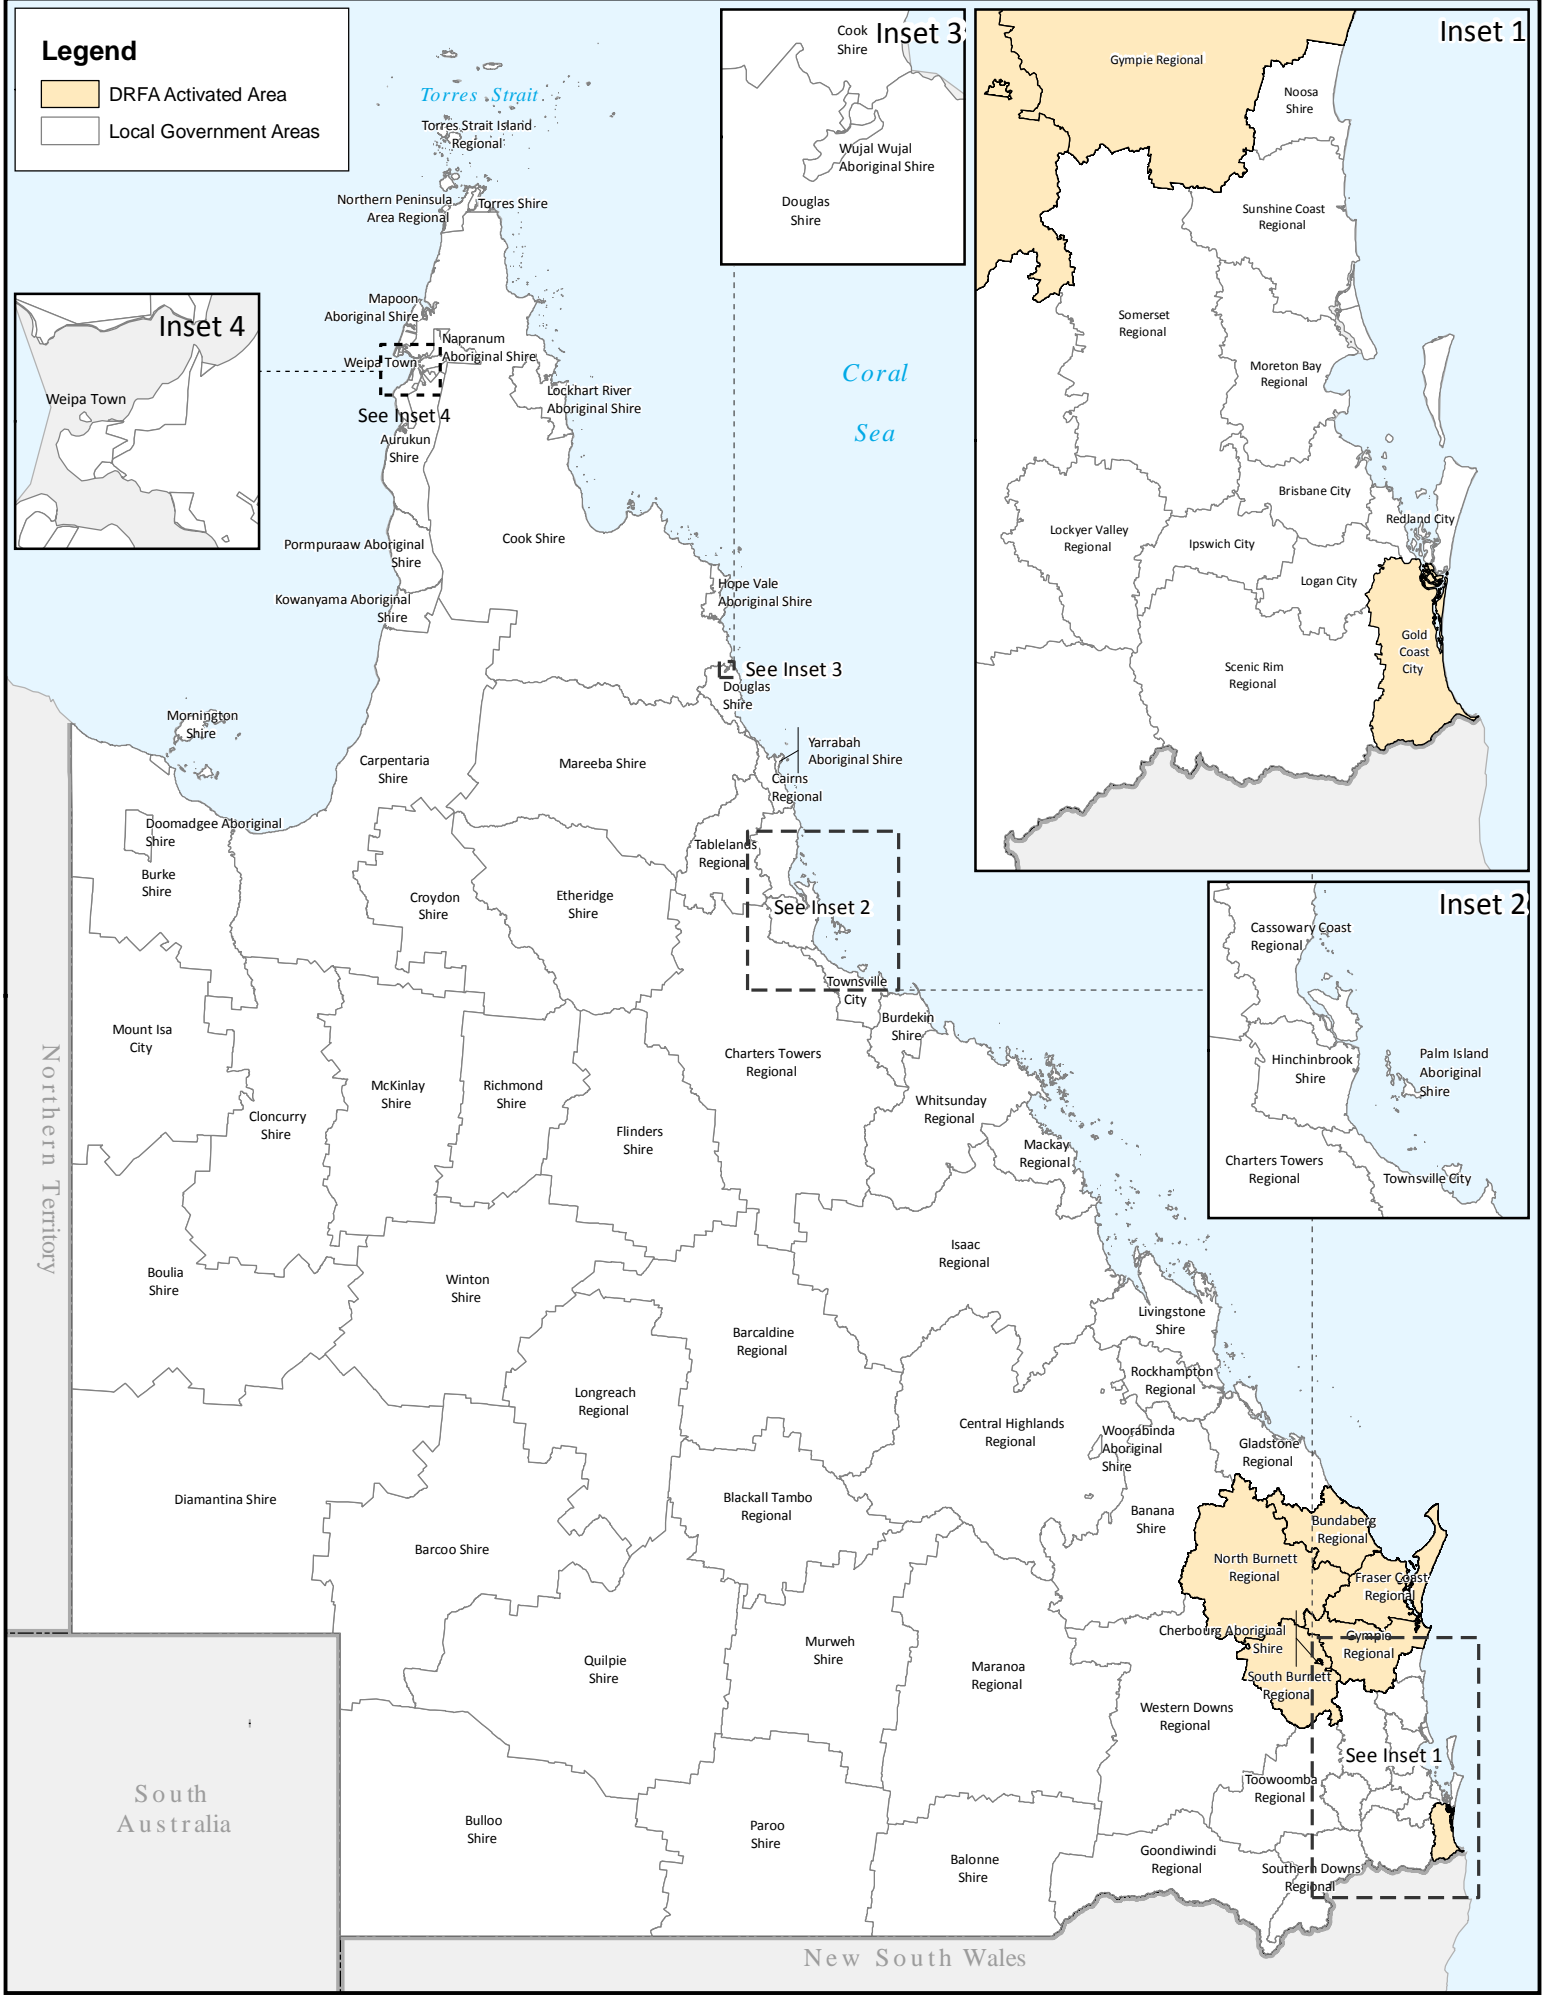 Legend
DRFA Activated Area
Local Government Areas
Torres Strait
Torres Strait Island
Regional
Northern Peninsula
Area Regional
Torres Shire
Inset 3
Cook
Shire
Wujal Wujal
Aboriginal Shire
Douglas
Shire
Inset 1
Gympie Regional
Noosa
Shire
Sunshine Coast
Regional
Somerset
Regional
Moreton Bay
Regional
Brisbane City
Redland City
Lockyer Valley
Regional
Ipswich City
Logan City
Gold
Coast
City
Scenic Rim
Regional
Inset 4
Weipa Town
Mapoon
Aboriginal Shire
Napranum
Aboriginal Shire
Weipa Town
See Inset 4
Lockhart River
Aboriginal Shire
Aurukun
Shire
Coral
Sea
Cook Shire
Pormpuraaw Aboriginal
Shire
Kowanyama Aboriginal
Shire
Hope Vale
Aboriginal Shire
See Inset 3
Douglas
Shire
Mornington
Shire
Carpentaria
Shire
Mareeba Shire
Yarrabah
Aboriginal Shire
Cairns
Regional
Doomadgee Aboriginal
Shire
Burke
Shire
Tablelands
Regional
Croydon
Shire
Etheridge
Shire
See Inset 2
Inset 2
Cassowary Coast
Regional
Hinchinbrook
Shire
Palm Island
Aboriginal
Shire
Charters Towers
Regional
Townsville City
Townsville
City
Burdekin
Shire
Mount Isa
City
Charters Towers
Regional
Northern Territory
McKinlay
Shire
Richmond
Shire
Cloncurry
Shire
Flinders
Shire
Whitsunday
Regional
Mackay
Regional
Isaac
Regional
Boulia
Shire
Winton
Shire
Livingstone
Shire
Barcaldine
Regional
Rockhampton
Regional
Longreach
Regional
Central Highlands
Regional
Woorabinda
Aboriginal
Shire
Gladstone
Regional
Diamantina Shire
Blackall Tambo
Regional
Banana
Shire
Bundaberg
Regional
Barcoo Shire
North Burnett
Regional
Fraser Coast
Regional
Cherbourg Aboriginal
Shire
Gympie
Regional
Murweh
Shire
Quilpie
Shire
Maranoa
Regional
South Burnett
Regional
Western Downs
Regional
See Inset 1
Toowoomba
Regional
South
Australia
Bulloo
Shire
Paroo
Shire
Balonne
Shire
Goondiwindi
Regional
Southern Downs
Regional
New South Wales